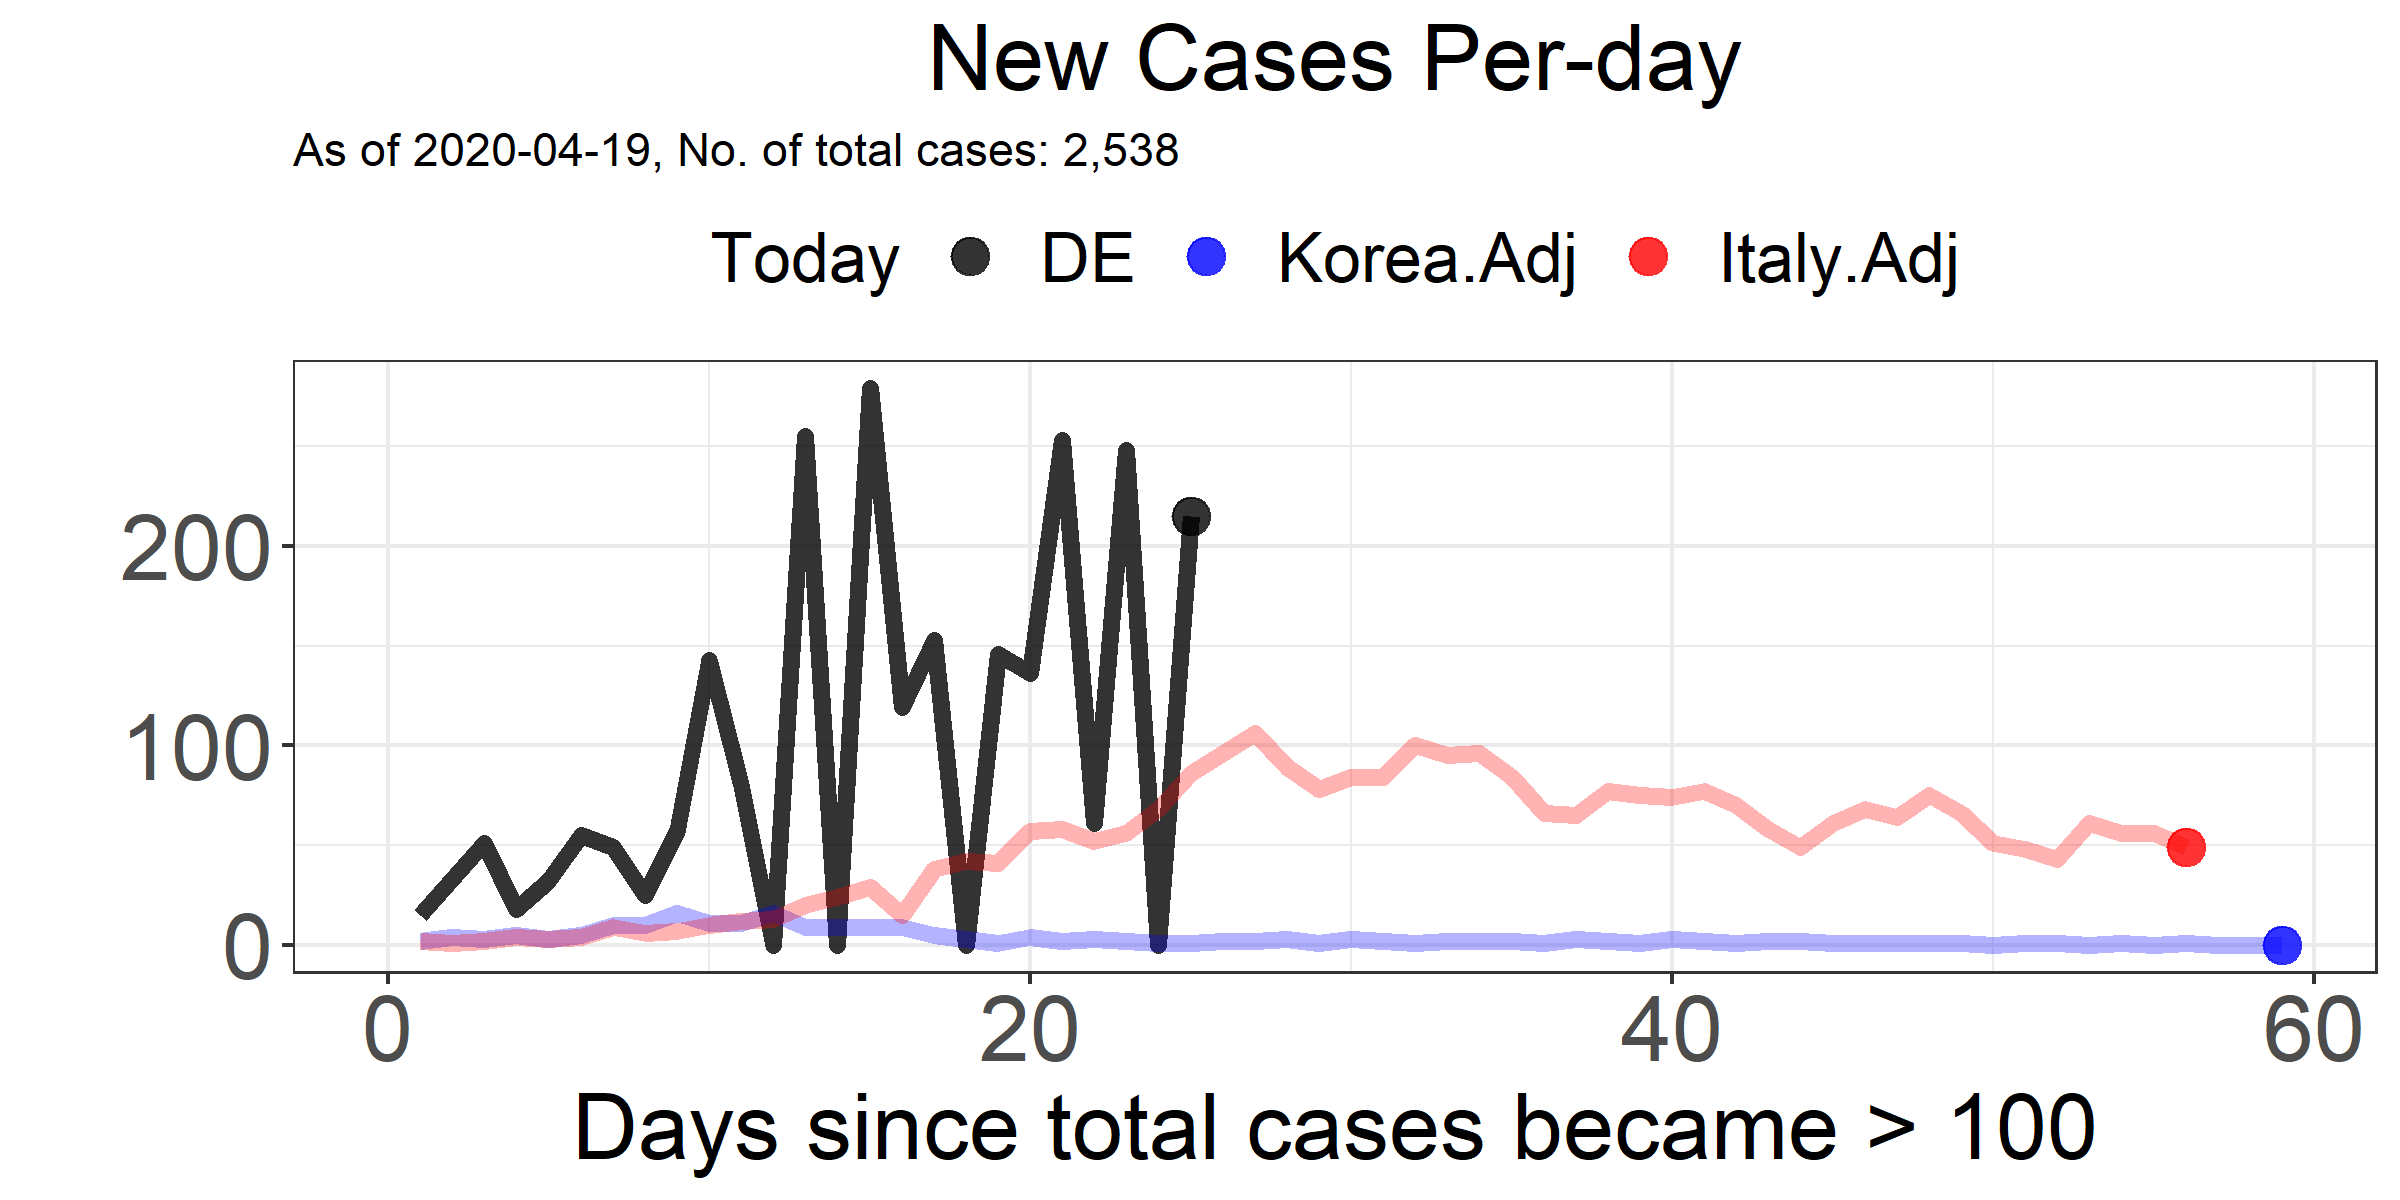 New Cases Per-day
As of 2020-04-19, No. of total cases: 2,538
Today DE Korea.Adj Italy.Adj
200
100
0
0 20 40 60
Days since total cases became > 100